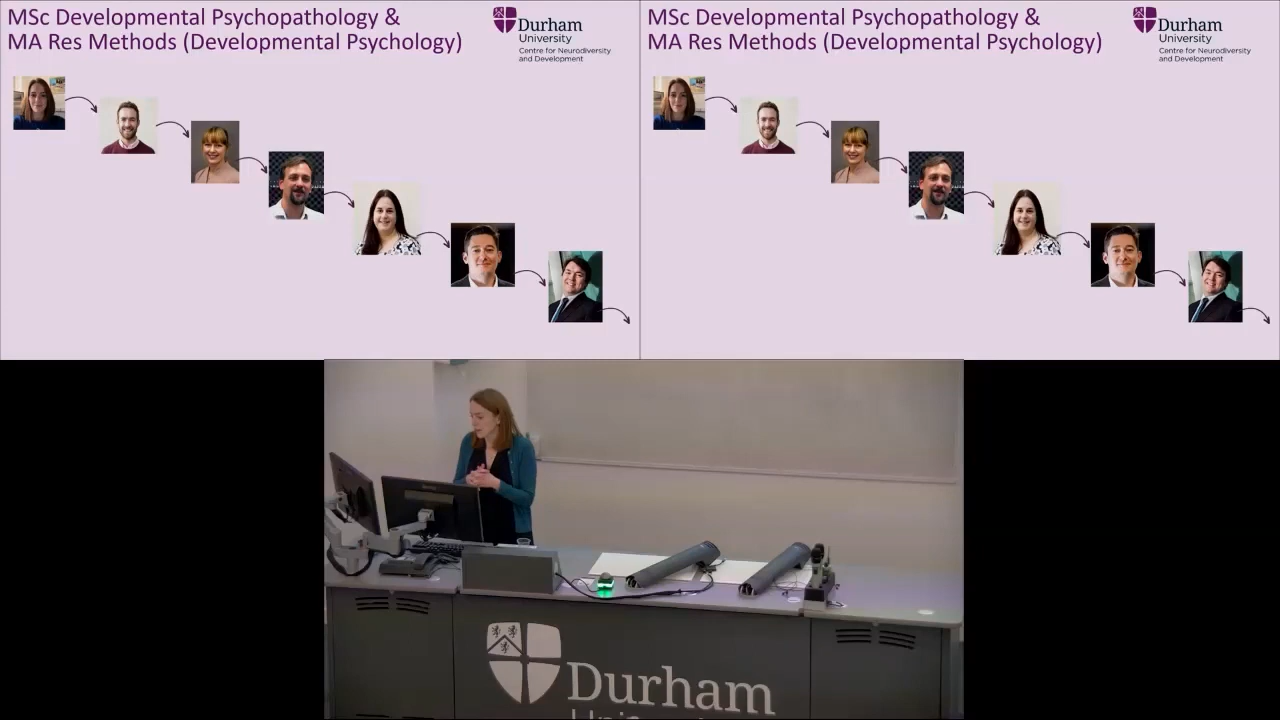 MSc Developmental Psychopathology &
MA Res Methods (Developmental Psychology)
Durham
University
Centre for Neurodiversity
and Development
MSc Developmental Psychopathology &
MA Res Methods (Developmental Psychology)
Durham
University
Centre for Neurodiversity
and Development
Durham